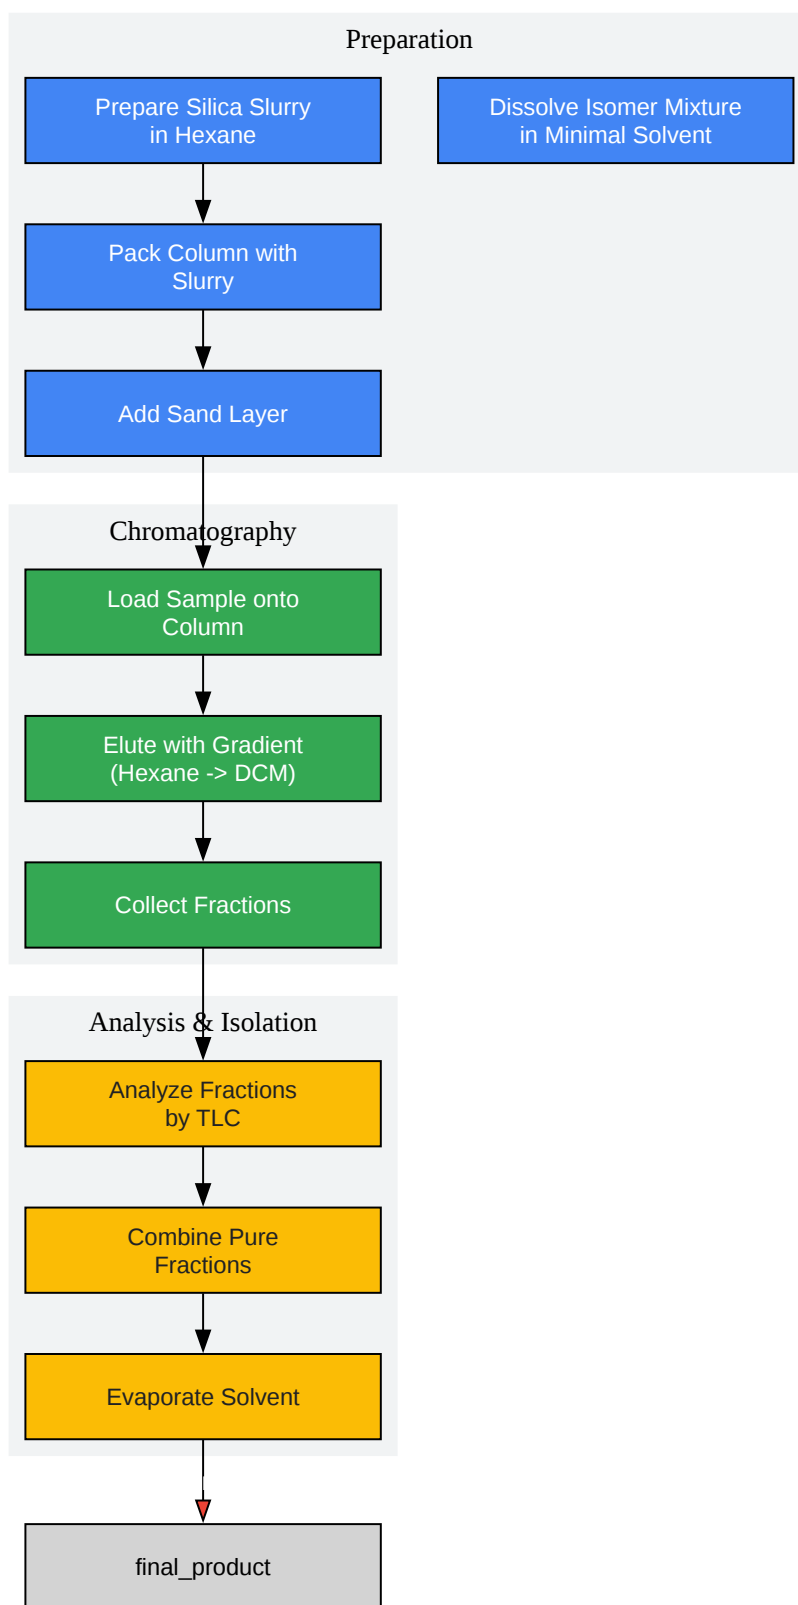 Preparation
Prepare Silica Slurry
in Hexane
Dissolve Isomer Mixture
in Minimal Solvent
Pack Column with
Slurry
Add Sand Layer
Chromatography
Load Sample onto
Column
Elute with Gradient
(Hexane -> DCM)
Collect Fractions
Analysis & Isolation
Analyze Fractions
by TLC
Combine Pure
Fractions
Evaporate Solvent
final_product